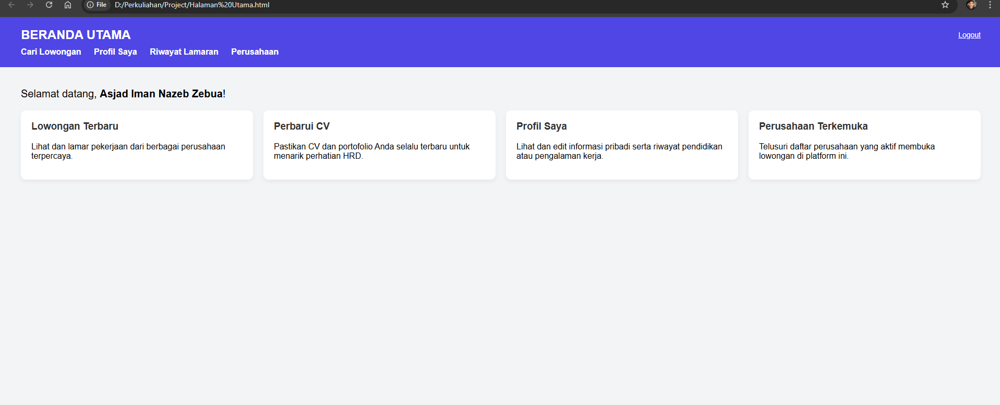 File D:/Perkuliahan/Project/Halaman%20Utama.html
BERANDA UTAMA
Logout
Cari Lowongan Profil Saya Riwayat Lamaran Perusahaan
Selamat datang, Asjad Iman Nazeb Zebua!
Lowongan Terbaru
Lihat dan lamar pekerjaan dari berbagai perusahaan
terpercaya.
Perbarui CV
Pastikan CV dan portofolio Anda selalu terbaru untuk
menarik perhatian HRD.
Profil Saya
Lihat dan edit informasi pribadi serta riwayat pendidikan
atau pengalaman kerja.
Perusahaan Terkemuka
Telusuri daftar perusahaan yang aktif membuka
lowongan di platform ini.